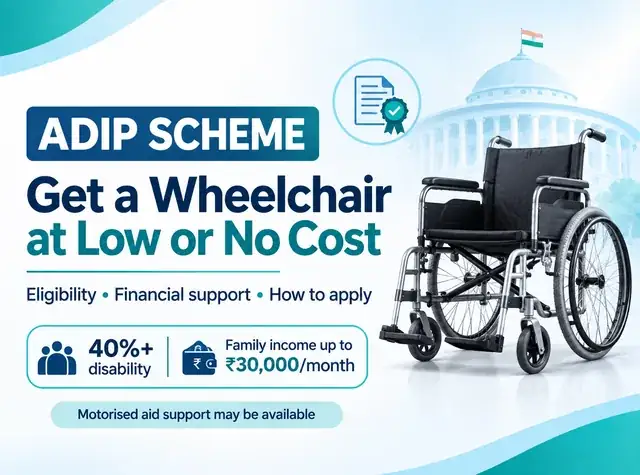 ADIP SCHEME
Get a Wheelchair
at Low or No Cost
Eligibility • Financial support • How to apply
40%+
disability
₹
Family income up to
₹30,000/month
Motorised aid support may be available